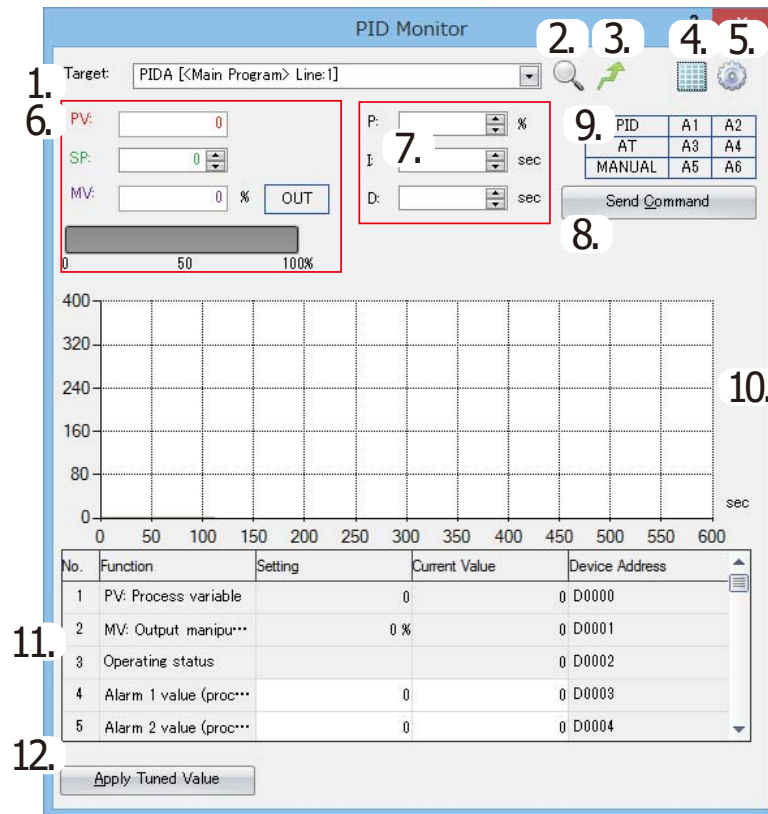 PID Monitor
2. 3. 4. 5.
1. Target: PIDA [<Main Program> Line:1]
6. PV: 0
SP: 0
MV: 0 % OUT
0 50 100%
7. P: %
I: sec
D: sec
9. PID A1 A2
AT A3 A4
MANUAL A5 A6
Send Command
8.
400
320
240
160
80
0
0 50 100 150 200 250 300 350 400 450 500 550 600
sec
10.
No. Function Setting Current Value Device Address
1 PV: Process variable 0 0 D0000
2 MV: Output manipu··· 0 % 0 D0001
11.
3 Operating status 0 D0002
4 Alarm 1 value (proc··· 0 0 D0003
5 Alarm 2 value (proc··· 0 0 D0004
12.
Apply Tuned Value